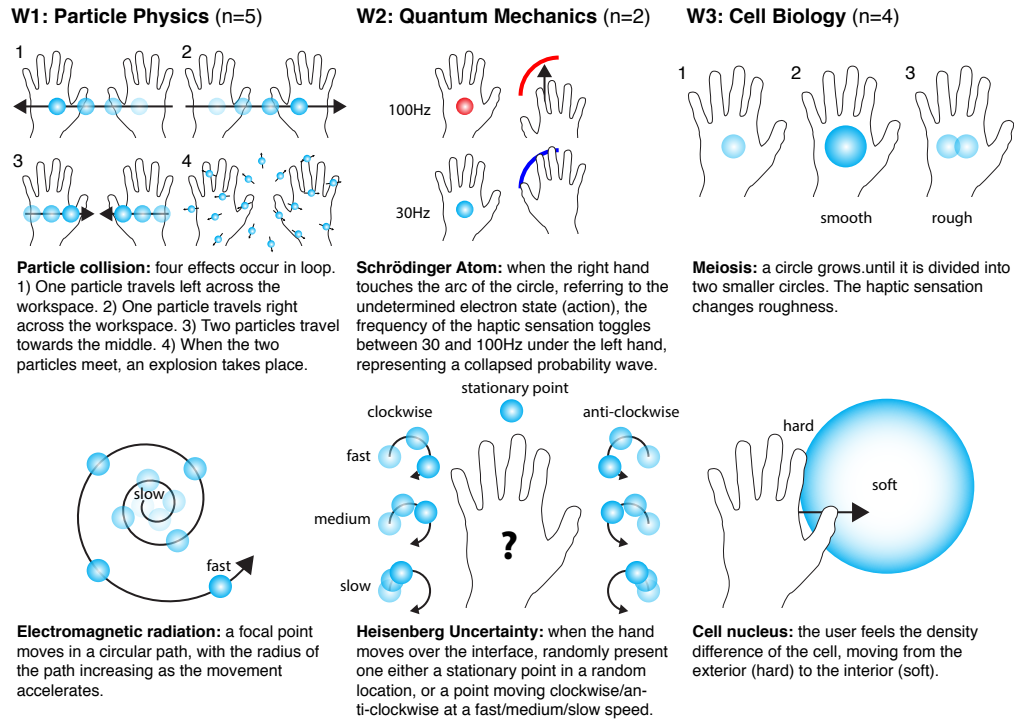 W1: Particle Physics (n=5)
1
2
3
4
Particle collision: four effects occur in loop.
1) One particle travels left across the
workspace. 2) One particle travels right
across the workspace. 3) Two particles travel
towards the middle. 4) When the two
particles meet, an explosion takes place.
slow
fast
Electromagnetic radiation: a focal point
moves in a circular path, with the radius of
the path increasing as the movement
accelerates.
W2: Quantum Mechanics (n=2)
100Hz
30Hz
Schrödinger Atom: when the right hand
touches the arc of the circle, referring to the
undetermined electron state (action), the
frequency of the haptic sensation toggles
between 30 and 100Hz under the left hand,
representing a collapsed probability wave.
stationary point
clockwise
anti-clockwise
fast
medium
slow
?
Heisenberg Uncertainty: when the hand
moves over the interface, randomly present
one either a stationary point in a random
location, or a point moving clockwise/an-
ti-clockwise at a fast/medium/slow speed.
W3: Cell Biology (n=4)
1
2
3
smooth
rough
Meiosis: a circle grows.until it is divided into
two smaller circles. The haptic sensation
changes roughness.
hard
soft
Cell nucleus: the user feels the density
difference of the cell, moving from the
exterior (hard) to the interior (soft).